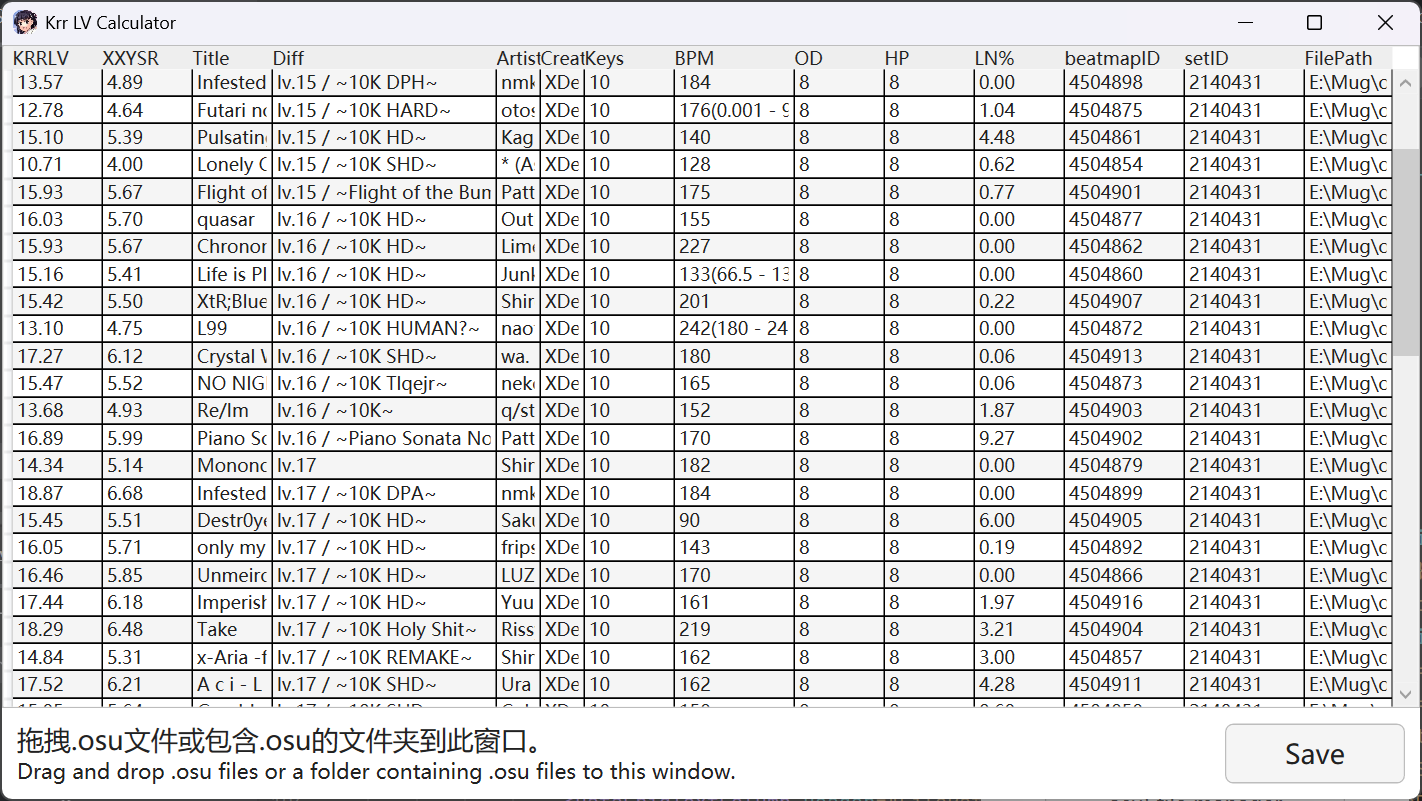 Krr LV Calculator
KRRLV XXYSR Title Diff Artist Creat Keys BPM OD HP LN% beatmapID setID FilePath
13.57 4.89 Infested lv.15 / ~10K DPH~ nmk XDe 10 184 8 8 0.00 4504898 2140431 E:\Mug\c
12.78 4.64 Futari no lv.15 / ~10K HARD~ otos XDe 10 176(0.001 - 9 8 8 1.04 4504875 2140431 E:\Mug\c
15.10 5.39 Pulsating lv.15 / ~10K HD~ Kag XDe 10 140 8 8 4.48 4504861 2140431 E:\Mug\c
10.71 4.00 Lonely C lv.15 / ~10K SHD~ * (A XDe 10 128 8 8 0.62 4504854 2140431 E:\Mug\c
15.93 5.67 Flight of lv.15 / ~Flight of the Bum Patt XDe 10 175 8 8 0.77 4504901 2140431 E:\Mug\c
16.03 5.70 quasar lv.16 / ~10K HD~ Out XDe 10 155 8 8 0.00 4504877 2140431 E:\Mug\c
15.93 5.67 Chronor lv.16 / ~10K HD~ Lime XDe 10 227 8 8 0.00 4504862 2140431 E:\Mug\c
15.16 5.41 Life is PI lv.16 / ~10K HD~ Junk XDe 10 133(66.5 - 13 8 8 0.00 4504860 2140431 E:\Mug\c
15.42 5.50 XtR;Blue lv.16 / ~10K HD~ Shir XDe 10 201 8 8 0.22 4504907 2140431 E:\Mug\c
13.10 4.75 L99 lv.16 / ~10K HUMAN?~ nao XDe 10 242(180 - 24 8 8 0.00 4504872 2140431 E:\Mug\c
17.27 6.12 Crystal W lv.16 / ~10K SHD~ wa. XDe 10 180 8 8 0.06 4504913 2140431 E:\Mug\c
15.47 5.52 NO NIG lv.16 / ~10K Tlqejr~ neko XDe 10 165 8 8 0.06 4504873 2140431 E:\Mug\c
13.68 4.93 Re/Im lv.16 / ~10K~ q/st XDe 10 152 8 8 1.87 4504903 2140431 E:\Mug\c
16.89 5.99 Piano So lv.16 / ~Piano Sonata No Patt XDe 10 170 8 8 9.27 4504902 2140431 E:\Mug\c
14.34 5.14 Monono lv.17 Shir XDe 10 182 8 8 0.00 4504879 2140431 E:\Mug\c
18.87 6.68 Infested lv.17 / ~10K DPA~ nmk XDe 10 184 8 8 0.00 4504899 2140431 E:\Mug\c
15.45 5.51 Destr0ye lv.17 / ~10K HD~ Saku XDe 10 90 8 8 6.00 4504905 2140431 E:\Mug\c
16.05 5.71 only my lv.17 / ~10K HD~ frips XDe 10 143 8 8 0.19 4504892 2140431 E:\Mug\c
16.46 5.85 Unmeiro lv.17 / ~10K HD~ LUZ XDe 10 170 8 8 0.00 4504866 2140431 E:\Mug\c
17.44 6.18 Imperish lv.17 / ~10K HD~ Yuu XDe 10 161 8 8 1.97 4504916 2140431 E:\Mug\c
18.29 6.48 Take lv.17 / ~10K Holy Shit~ Riss XDe 10 219 8 8 3.21 4504904 2140431 E:\Mug\c
14.84 5.31 x-Aria -f lv.17 / ~10K REMAKE~ Shir XDe 10 162 8 8 3.00 4504857 2140431 E:\Mug\c
17.52 6.21 A c i - L lv.17 / ~10K SHD~ Ura XDe 10 162 8 8 4.28 4504911 2140431 E:\Mug\c
拖拽.osu文件或包含.osu的文件夹到此窗口。
Drag and drop .osu files or a folder containing .osu files to this window.
Save